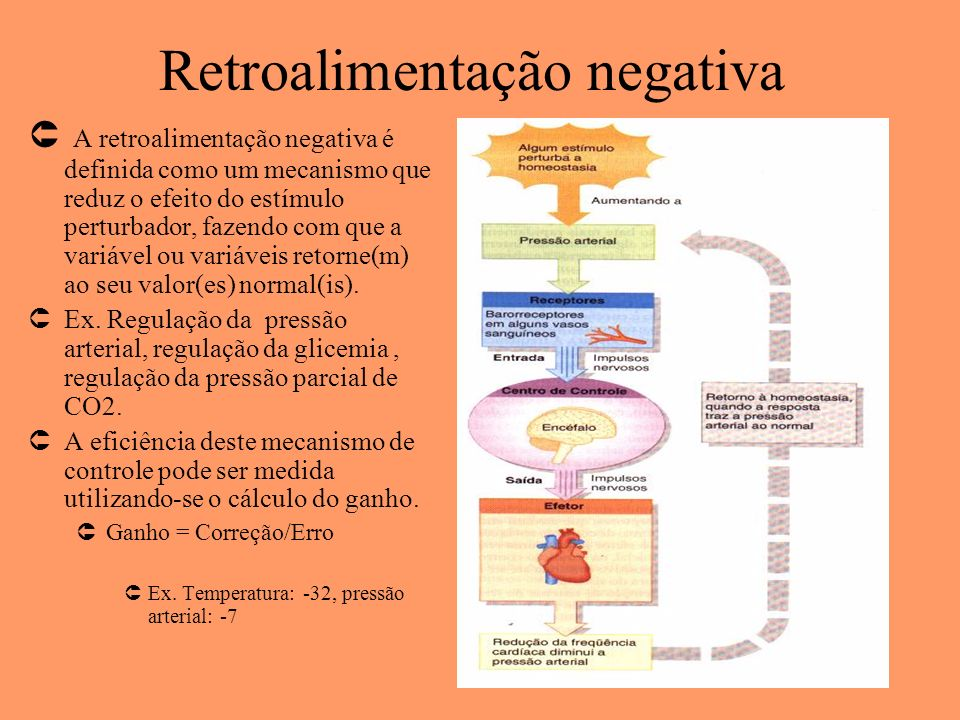 Retroalimentação negativa
➲ A retroalimentação negativa é
definida como um mecanismo que
reduz o efeito do estímulo
perturbador, fazendo com que a
variável ou variáveis retorne(m)
ao seu valor(es) normal(is).
➲ Ex. Regulação da pressão
arterial, regulação da glicemia ,
regulação da pressão parcial de
CO2.
➲ A eficiência deste mecanismo de
controle pode ser medida
utilizando-se o cálculo do ganho.
➲ Ganho = Correção/Erro
➲ Ex. Temperatura: -32, pressão
arterial: -7
Algum estímulo
perturba a
homeostasia
Aumentando a
Pressão arterial
Receptores
Barorreceptores
em alguns vasos
sanguíneos
Entrada
Impulsos
nervosos
Centro de Controle
Encéfalo
Saída
Impulsos
nervosos
Efetor
Redução da freqüência
cardíaca diminui a
pressão arterial
Retorno à homeostasia,
quando a resposta
traz a pressão
arterial ao normal